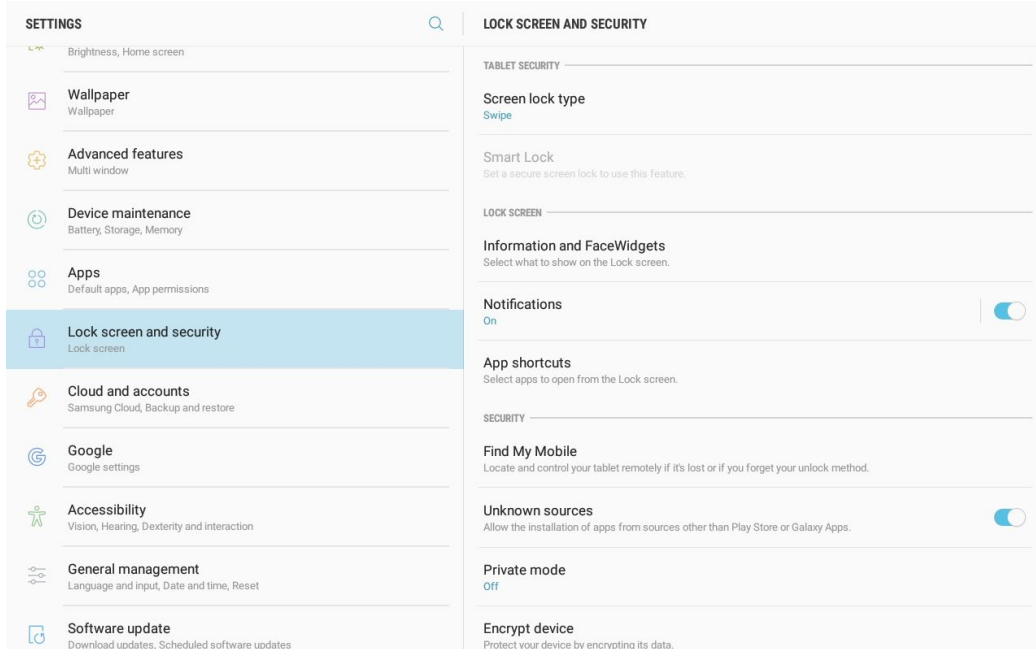 SETTINGS
Brightness, Home screen
Wallpaper
Wallpaper
Advanced features
Multi window
Device maintenance
Battery, Storage, Memory
Apps
Default apps, App permissions
Lock screen and security
Lock screen
Cloud and accounts
Samsung Cloud, Backup and restore
Google
Google settings
Accessibility
Vision, Hearing, Dexterity and interaction
General management
Language and input, Date and time, Reset
Software update
Download updates, Scheduled software updates
LOCK SCREEN AND SECURITY
TABLET SECURITY
Screen lock type
Swipe
Smart Lock
Set a secure screen lock to use this feature.
LOCK SCREEN
Information and FaceWidgets
Select what to show on the Lock screen.
Notifications
On
App shortcuts
Select apps to open from the Lock screen.
SECURITY
Find My Mobile
Locate and control your tablet remotely if it's lost or if you forget your unlock method.
Unknown sources
Allow the installation of apps from sources other than Play Store or Galaxy Apps.
Private mode
Off
Encrypt device
Protect your device by encrypting its data.